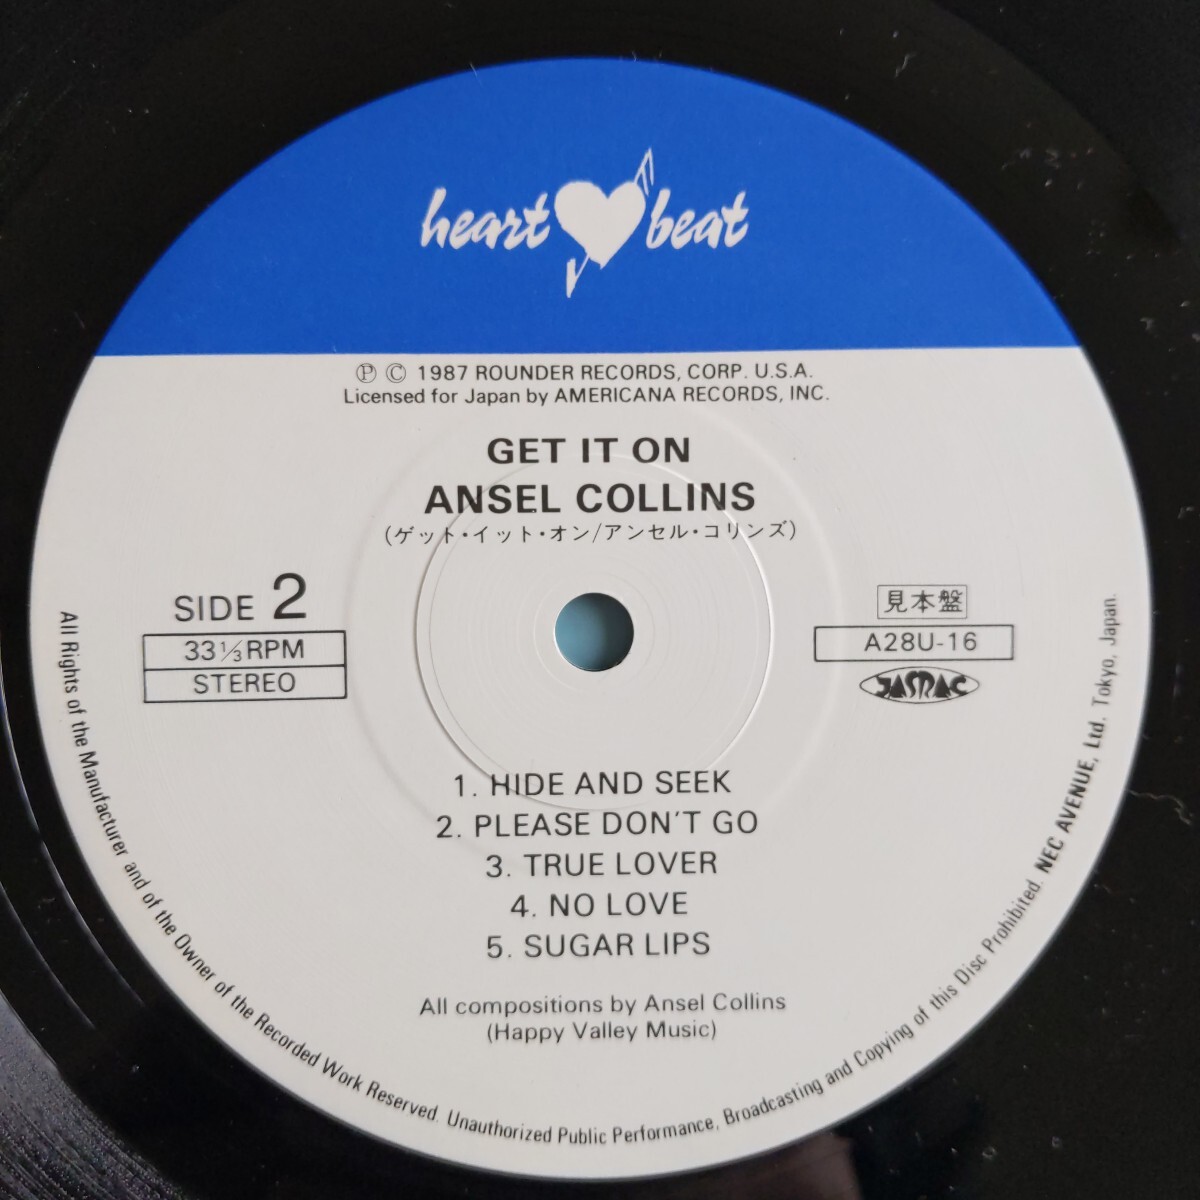 heart beat
Ⓟ Ⓒ 1987 ROUNDER RECORDS, CORP. U.S.A.
Licensed for Japan by AMERICANA RECORDS, INC.
GET IT ON
ANSEL COLLINS
(ゲット・イット・オン/アンセル・コリンズ)
SIDE 2
33⅓RPM
STEREO
見本盤
A28U-16
JASRAC
1. HIDE AND SEEK
2. PLEASE DON'T GO
3. TRUE LOVER
4. NO LOVE
5. SUGAR LIPS
All compositions by Ansel Collins
(Happy Valley Music)
All Rights of the Manufacturer and of the Owner of the Recorded Work Reserved. Unauthorized Public Performance, Broadcasting and Copying of this Disc Prohibited. NEC AVENUE, Ltd. Tokyo, Japan.